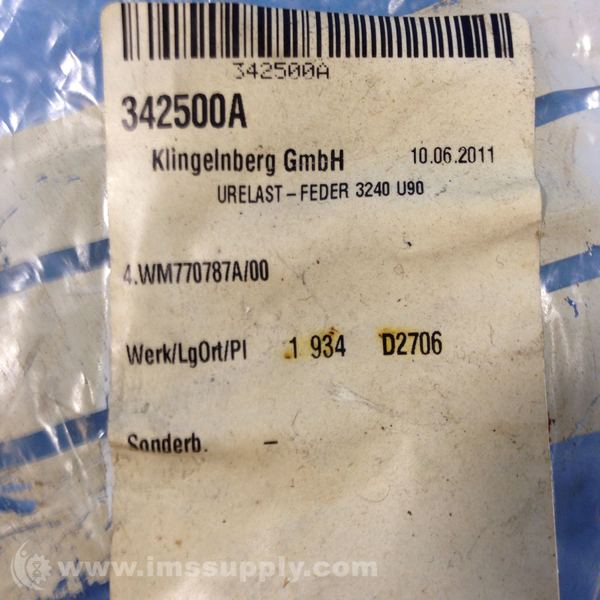 342500A
342500A
Klingelnberg GmbH 10.06.2011
URELAST-FEDER 3240 U90
4.WM770787A/00
Werk/LgOrt/Pl 1 934 D2706
Sonderb. -
www.imssupply.com